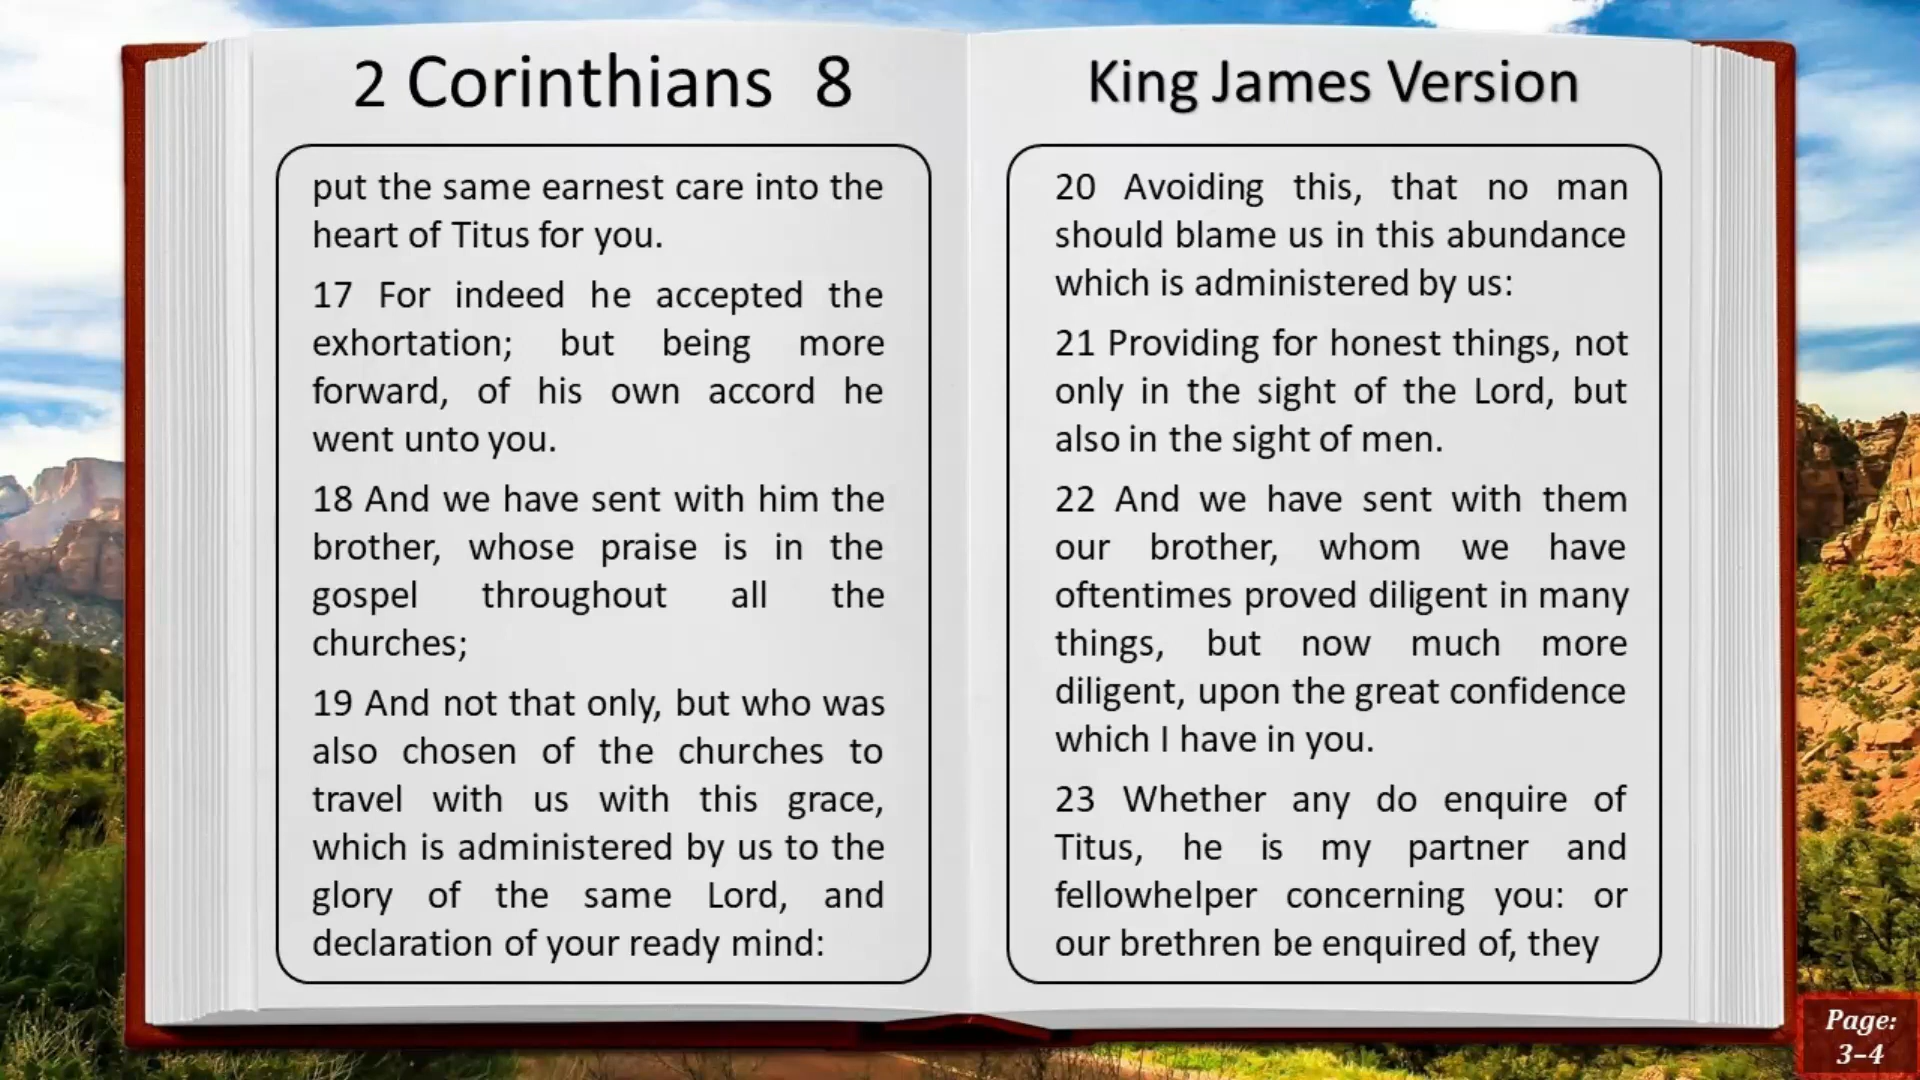 2 Corinthians 8
put the same earnest care into the
heart of Titus for you.
17 For indeed he accepted the
exhortation; but being more
forward, of his own accord he
went unto you.
18 And we have sent with him the
brother, whose praise is in the
gospel throughout all the
churches;
19 And not that only, but who was
also chosen of the churches to
travel with us with this grace,
which is administered by us to the
glory of the same Lord, and
declaration of your ready mind:
King James Version
20 Avoiding this, that no man
should blame us in this abundance
which is administered by us:
21 Providing for honest things, not
only in the sight of the Lord, but
also in the sight of men.
22 And we have sent with them
our brother, whom we have
oftentimes proved diligent in many
things, but now much more
diligent, upon the great confidence
which I have in you.
23 Whether any do enquire of
Titus, he is my partner and
fellowhelper concerning you: or
our brethren be enquired of, they
Page:
3–4